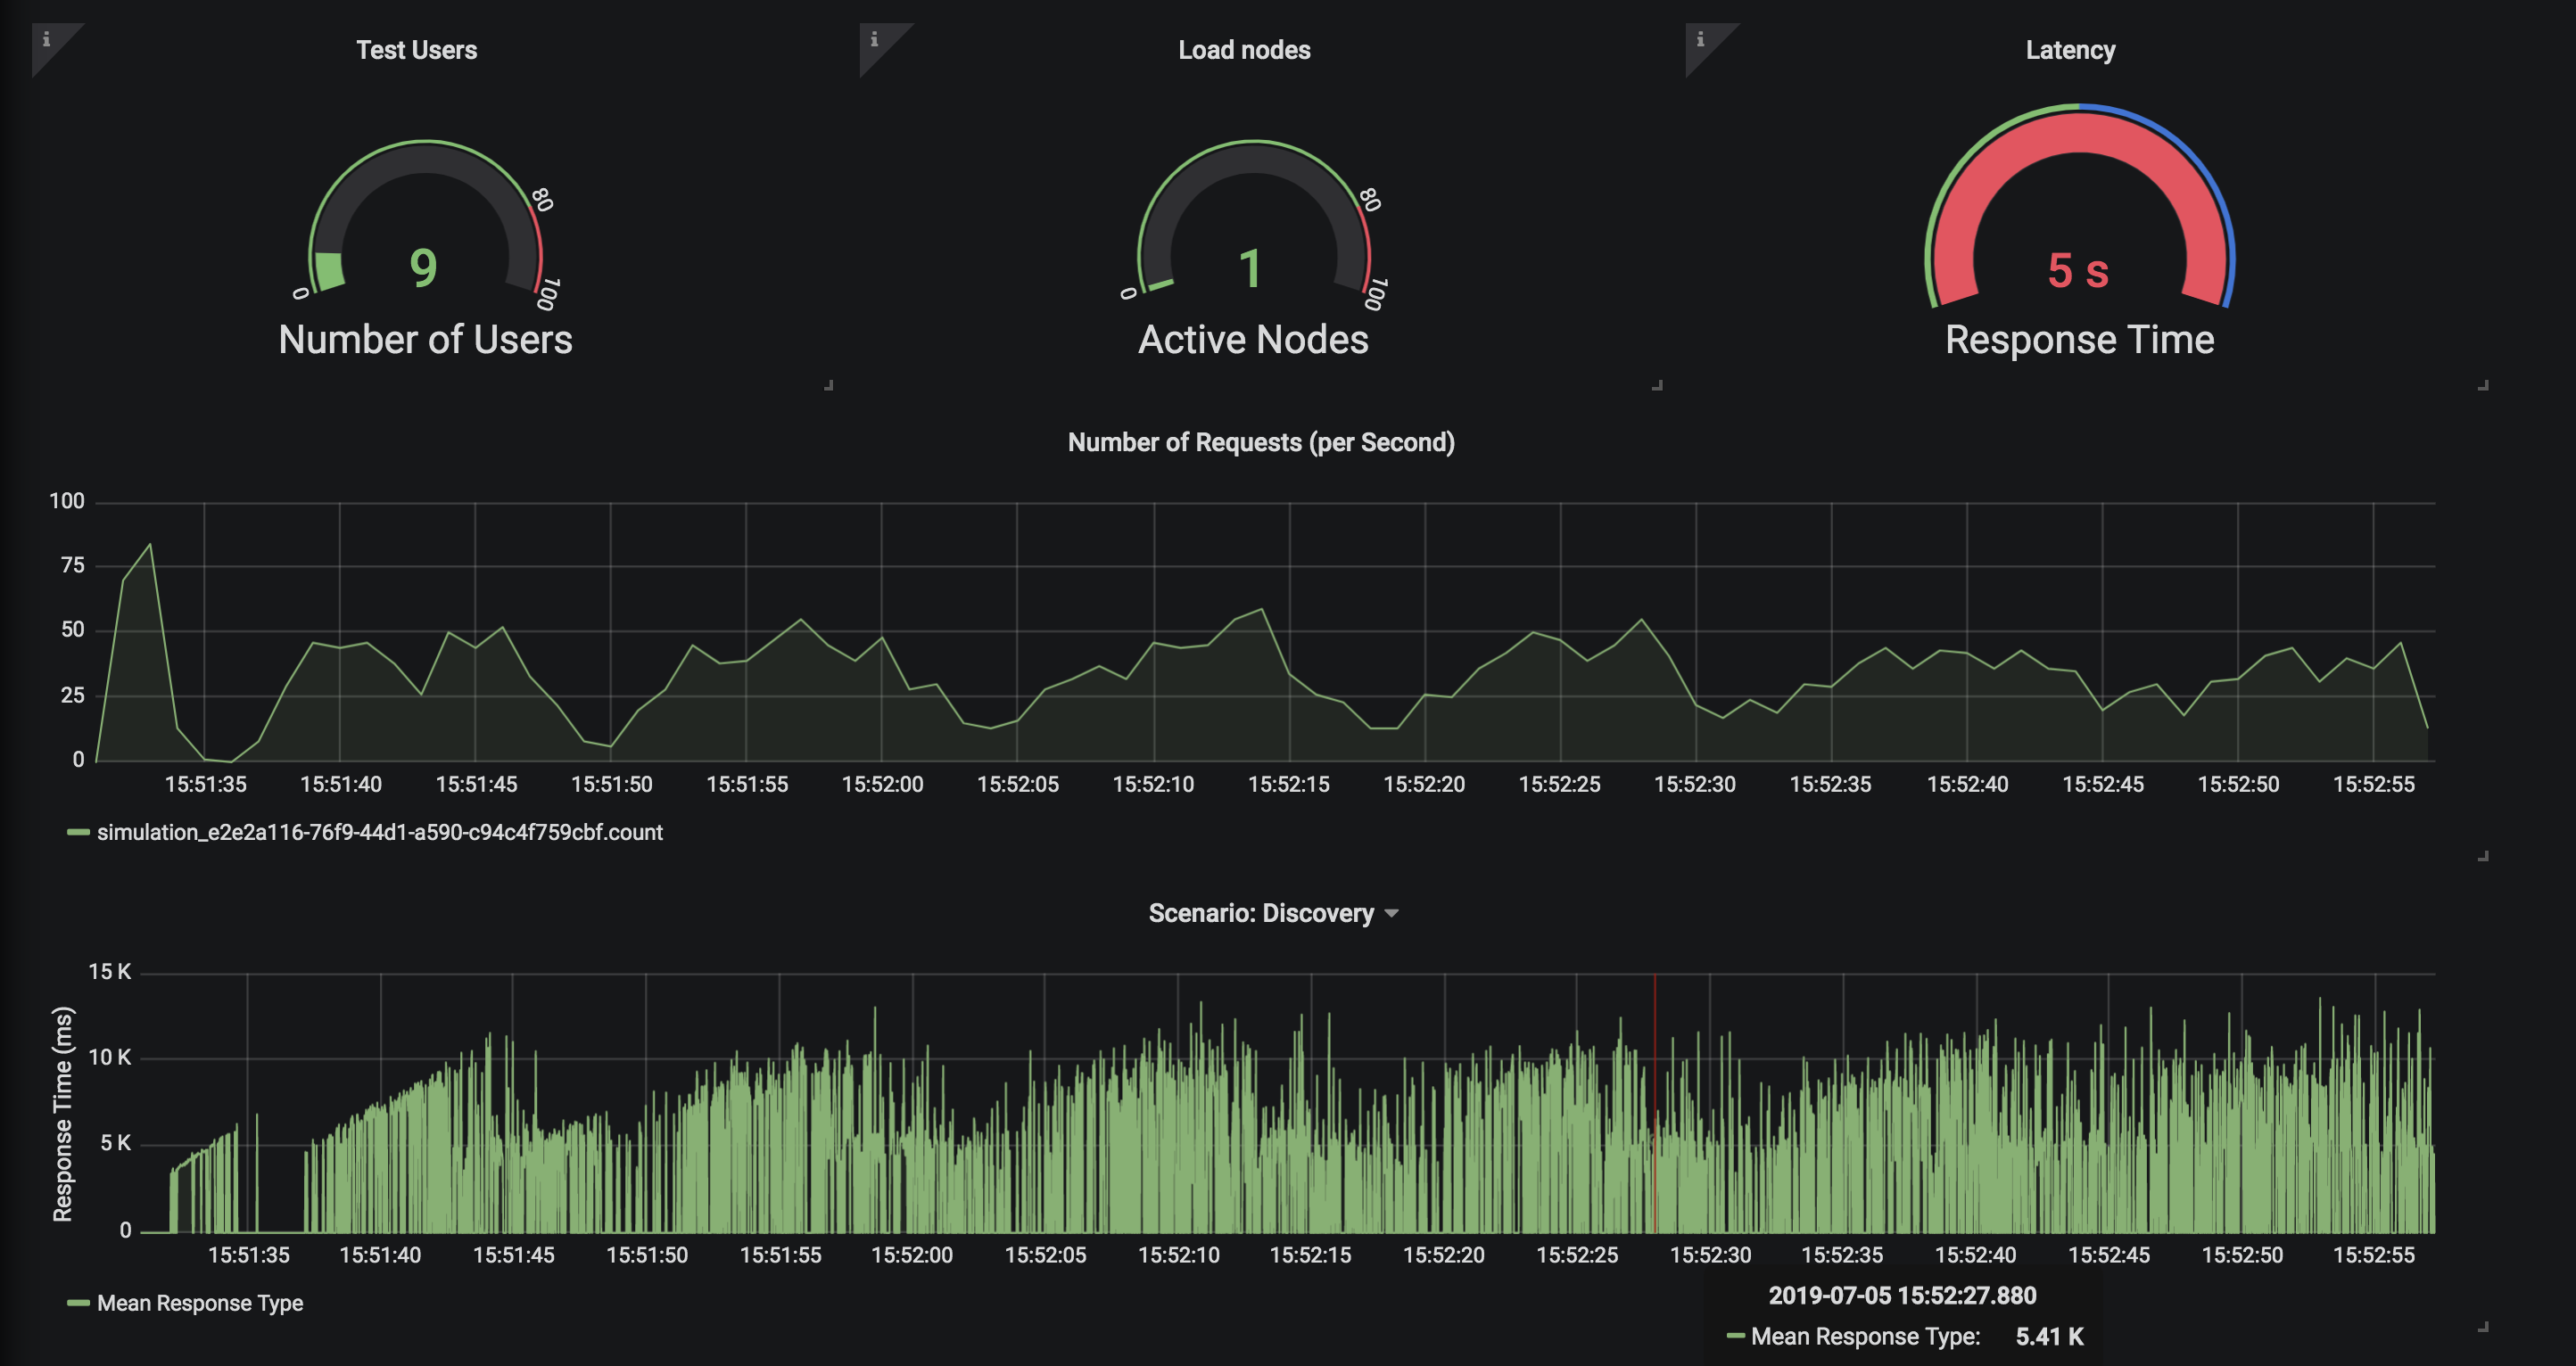 Test Users
Load nodes
Latency
0
80
100
9
Number of Users
0
80
100
1
Active Nodes
5 s
Response Time
Number of Requests (per Second)
100
75
50
25
0
15:51:35 15:51:40 15:51:45 15:51:50 15:51:55 15:52:00 15:52:05 15:52:10 15:52:15 15:52:20 15:52:25 15:52:30 15:52:35 15:52:40 15:52:45 15:52:50 15:52:55
simulation_e2e2a116-76f9-44d1-a590-c94c4f759cbf.count
Scenario: Discovery
Response Time (ms)
15 K
10 K
5 K
0
15:51:35 15:51:40 15:51:45 15:51:50 15:51:55 15:52:00 15:52:05 15:52:10 15:52:15 15:52:20 15:52:25 15:52:30 15:52:35 15:52:40 15:52:45 15:52:50 15:52:55
Mean Response Type
2019-07-05 15:52:27.880
Mean Response Type: 5.41 K